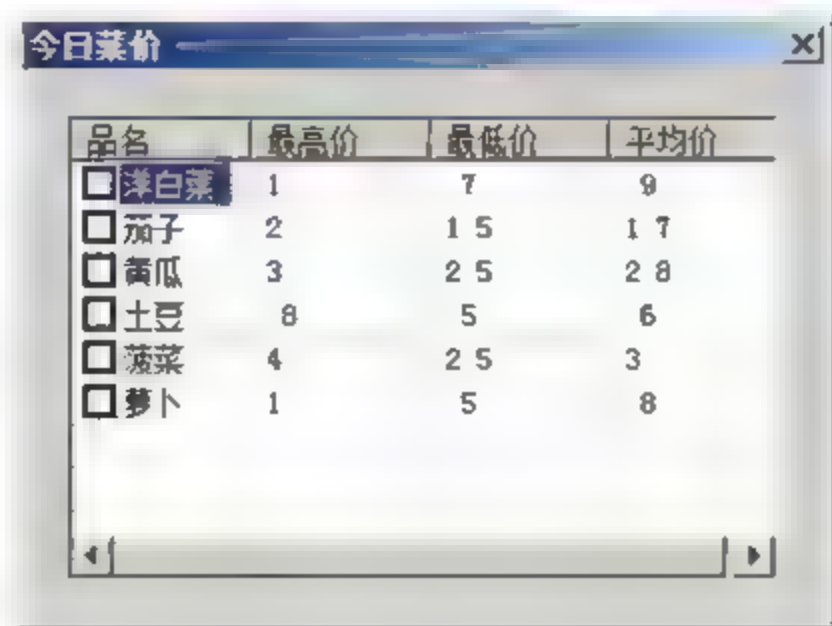 今日菜价
品名 最高价 最低价 平均价
洋白菜 1 7 9
茄子 2 1 5 1 7
黄瓜 3 2 5 2 8
土豆 8 5 6
菠菜 4 2 5 3
萝卜 1 5 8